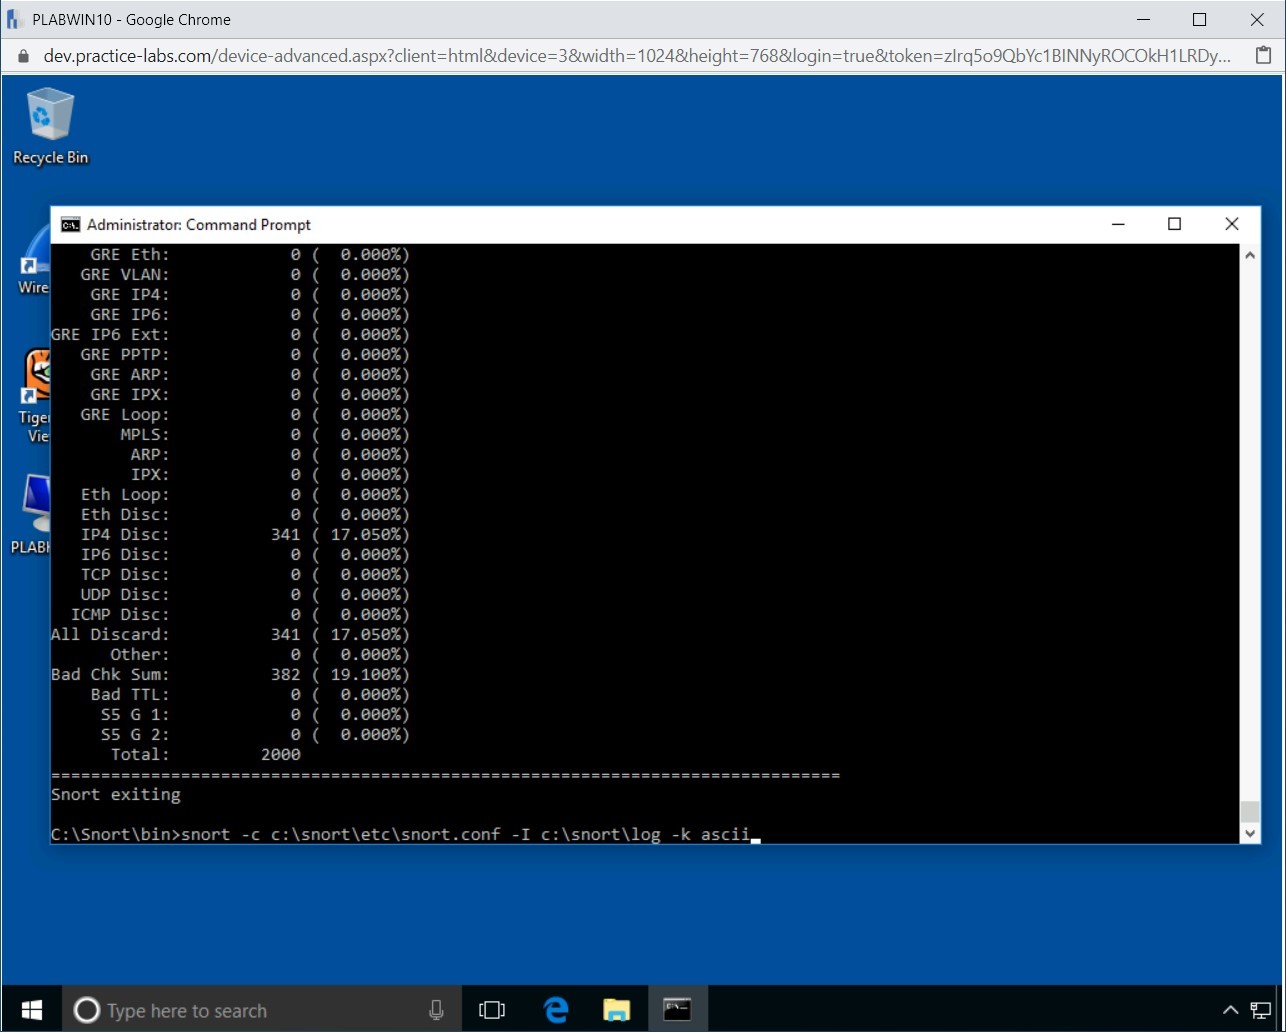 PLABWIN10 - Google Chrome
dev.practice-labs.com/device-advanced.aspx?client=html&device=3&width=1024&height=768&login=true&token=zIrq5o9QbYc1BINNyROCOkH1LRDy...
Recycle Bin
Wire
Tige
Vie
PLABH
Administrator: Command Prompt
GRE Eth: 0 ( 0.000%)
GRE VLAN: 0 ( 0.000%)
GRE IP4: 0 ( 0.000%)
GRE IP6: 0 ( 0.000%)
GRE IP6 Ext: 0 ( 0.000%)
GRE PPTP: 0 ( 0.000%)
GRE ARP: 0 ( 0.000%)
GRE IPX: 0 ( 0.000%)
GRE Loop: 0 ( 0.000%)
MPLS: 0 ( 0.000%)
ARP: 0 ( 0.000%)
IPX: 0 ( 0.000%)
Eth Loop: 0 ( 0.000%)
Eth Disc: 0 ( 0.000%)
IP4 Disc: 341 ( 17.050%)
IP6 Disc: 0 ( 0.000%)
TCP Disc: 0 ( 0.000%)
UDP Disc: 0 ( 0.000%)
ICMP Disc: 0 ( 0.000%)
All Discard: 341 ( 17.050%)
Other: 0 ( 0.000%)
Bad Chk Sum: 382 ( 19.100%)
Bad TTL: 0 ( 0.000%)
S5 G 1: 0 ( 0.000%)
S5 G 2: 0 ( 0.000%)
Total: 2000
===============================================================================
Snort exiting
C:\Snort\bin>snort -c c:\snort\etc\snort.conf -I c:\snort\log -k ascii_
Type here to search